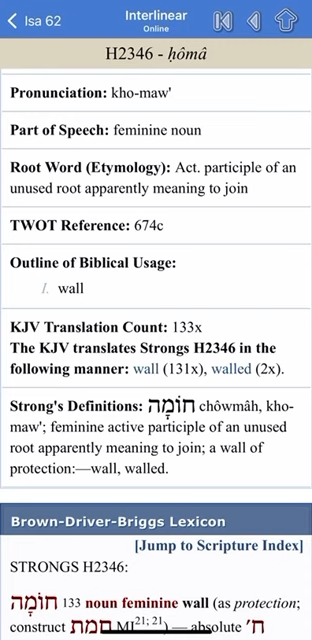 Isa 62
Interlinear
Online
H2346 - ḥômâ
Pronunciation: kho-maw'
Part of Speech: feminine noun
Root Word (Etymology): Act. participle of an
unused root apparently meaning to join
TWOT Reference: 674c
Outline of Biblical Usage:
I. wall
KJV Translation Count: 133x
The KJV translates Strongs H2346 in the
following manner: wall (131x), walled (2x).
Strong's Definitions: חוֹמָה chôwmâh, kho-
maw'; feminine active participle of an unused
root apparently meaning to join; a wall of
protection:—wall, walled.
Brown-Driver-Briggs Lexicon
[Jump to Scripture Index]
STRONGS H2346:
חוֹמָה 133 noun feminine wall (as protection;
construct חמת MI 21; 21) — absolute ח׳